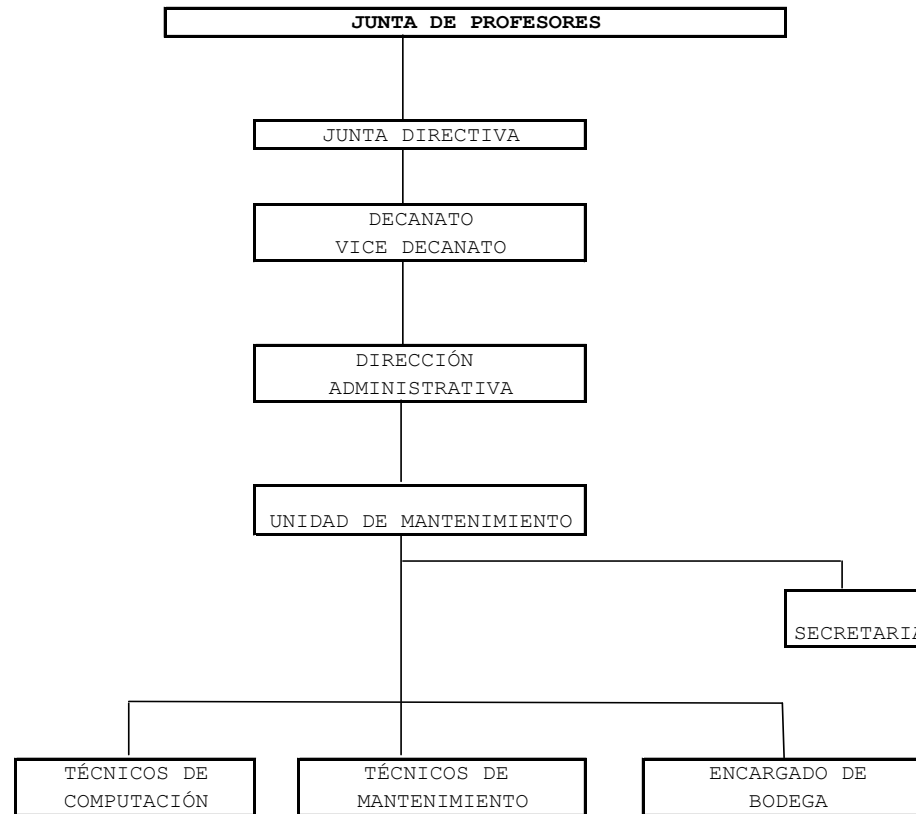 JUNTA DE PROFESORES
JUNTA DIRECTIVA
DECANATO
VICE DECANATO
DIRECCIÓN
ADMINISTRATIVA
UNIDAD DE MANTENIMIENTO
SECRETARIA
TÉCNICOS DE
COMPUTACIÓN
TÉCNICOS DE
MANTENIMIENTO
ENCARGADO DE
BODEGA